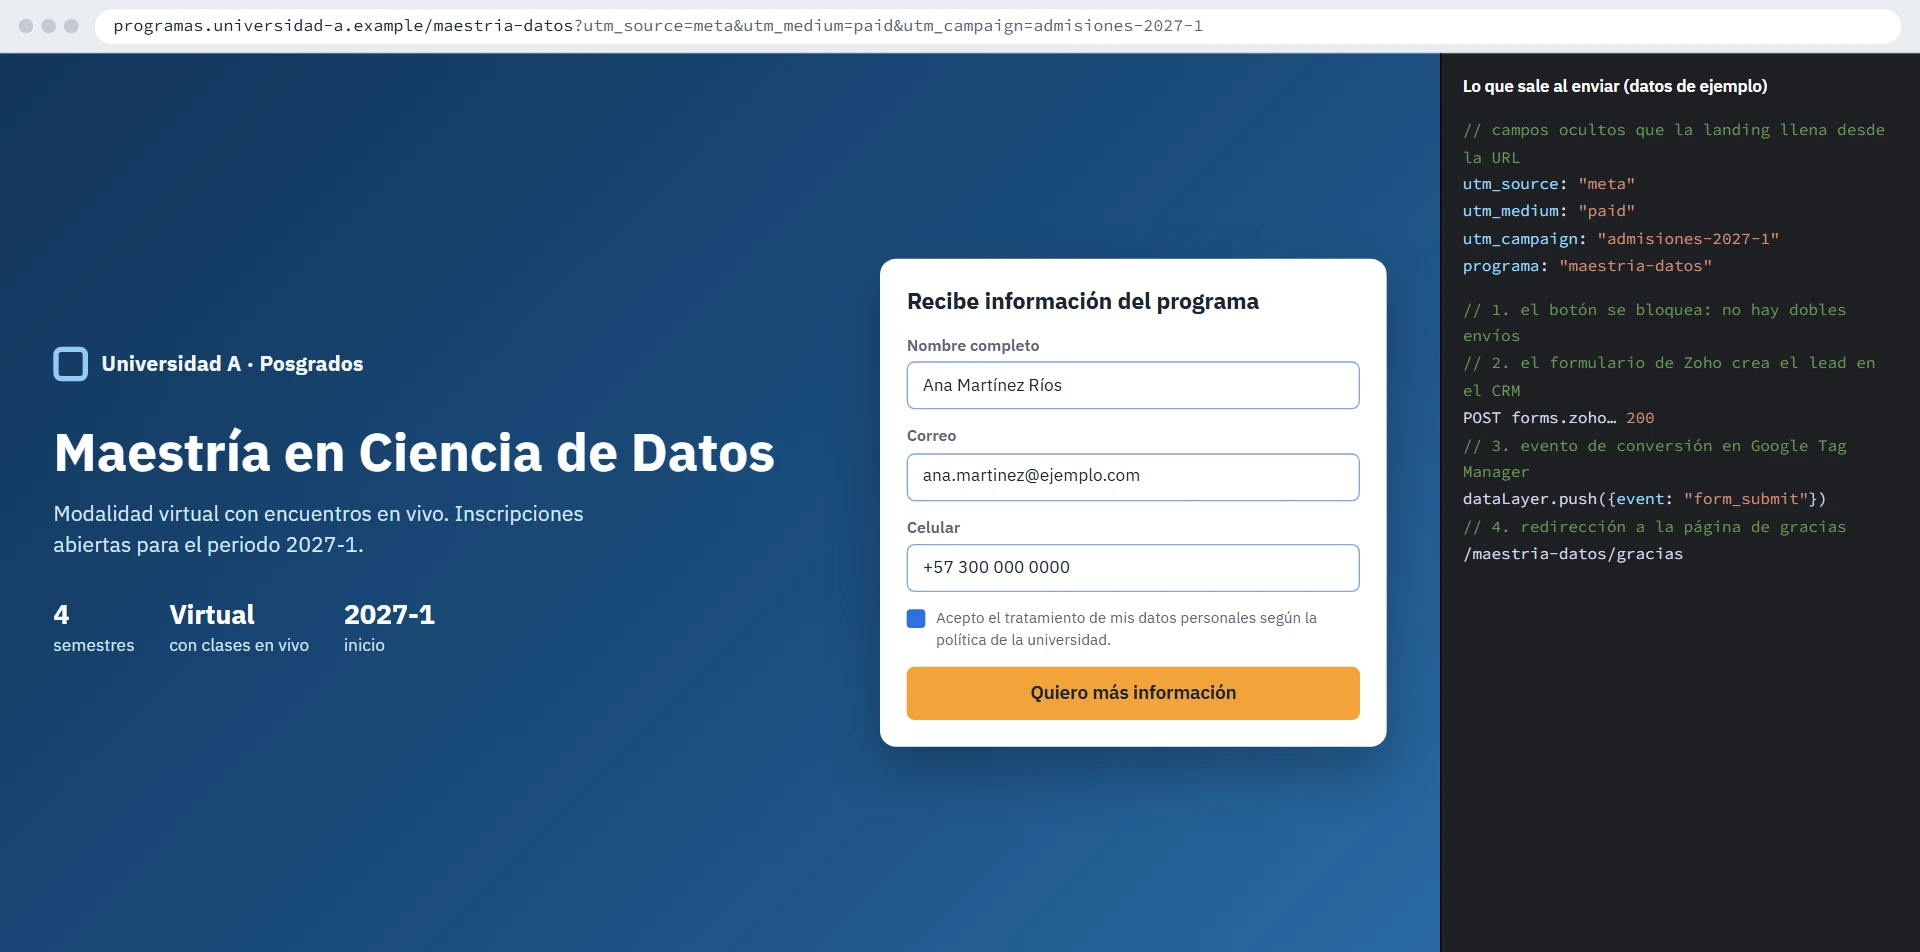 programas.universidad-a.example/maestria-datos?utm_source=meta&utm_medium=paid&utm_campaign=admisiones-2027-1
Universidad A · Posgrados
Maestría en Ciencia de Datos
Modalidad virtual con encuentros en vivo. Inscripciones
abiertas para el periodo 2027-1.
4
semestres
Virtual
con clases en vivo
2027-1
inicio
Recibe información del programa
Nombre completo
Ana Martínez Ríos
Correo
ana.martinez@ejemplo.com
Celular
+57 300 000 0000
Acepto el tratamiento de mis datos personales según la
política de la universidad.
Quiero más información
Lo que sale al enviar (datos de ejemplo)
// campos ocultos que la landing llena desde
la URL
utm_source: "meta"
utm_medium: "paid"
utm_campaign: "admisiones-2027-1"
programa: "maestria-datos"
// 1. el botón se bloquea: no hay dobles
envíos
// 2. el formulario de Zoho crea el lead en
el CRM
POST forms.zoho… 200
// 3. evento de conversión en Google Tag
Manager
dataLayer.push({event: "form_submit"})
// 4. redirección a la página de gracias
/maestria-datos/gracias